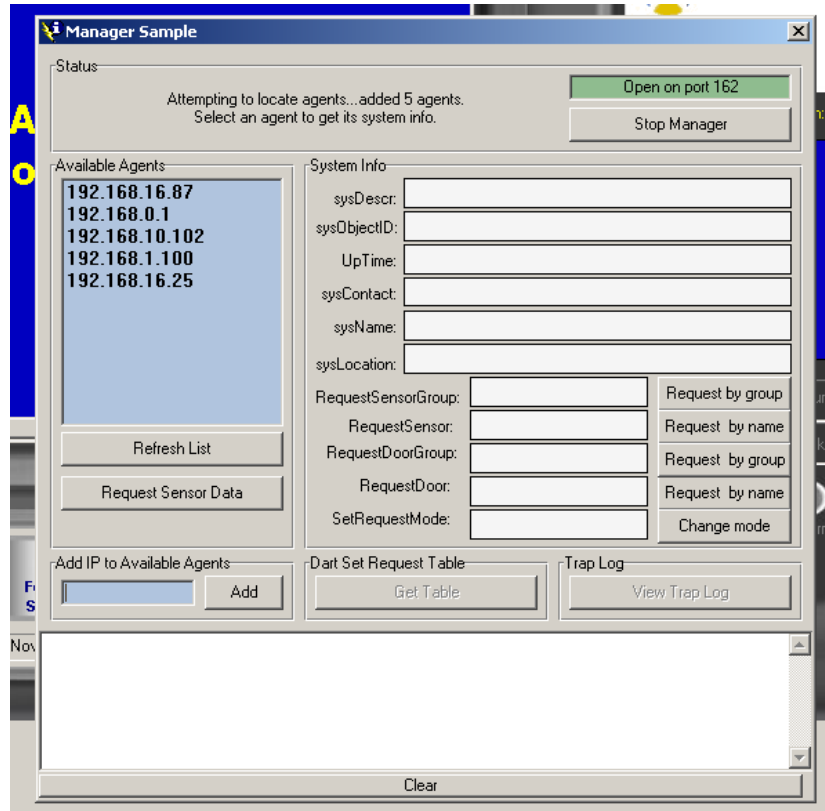 Manager Sample
Status
Attempting to locate agents...added 5 agents.
Select an agent to get its system info.
Open on port 162
Stop Manager
Available Agents
192.168.16.87
192.168.0.1
192.168.10.102
192.168.1.100
192.168.16.25
Refresh List
Request Sensor Data
System Info
sysDescr:
sysObjectID:
UpTime:
sysContact:
sysName:
sysLocation:
RequestSensorGroup:
Request by group
RequestSensor:
Request by name
RequestDoorGroup:
Request by group
RequestDoor:
Request by name
SetRequestMode:
Change mode
Add IP to Available Agents
Add
Dart Set Request Table
Get Table
Trap Log
View Trap Log
Clear
A
o
Nov